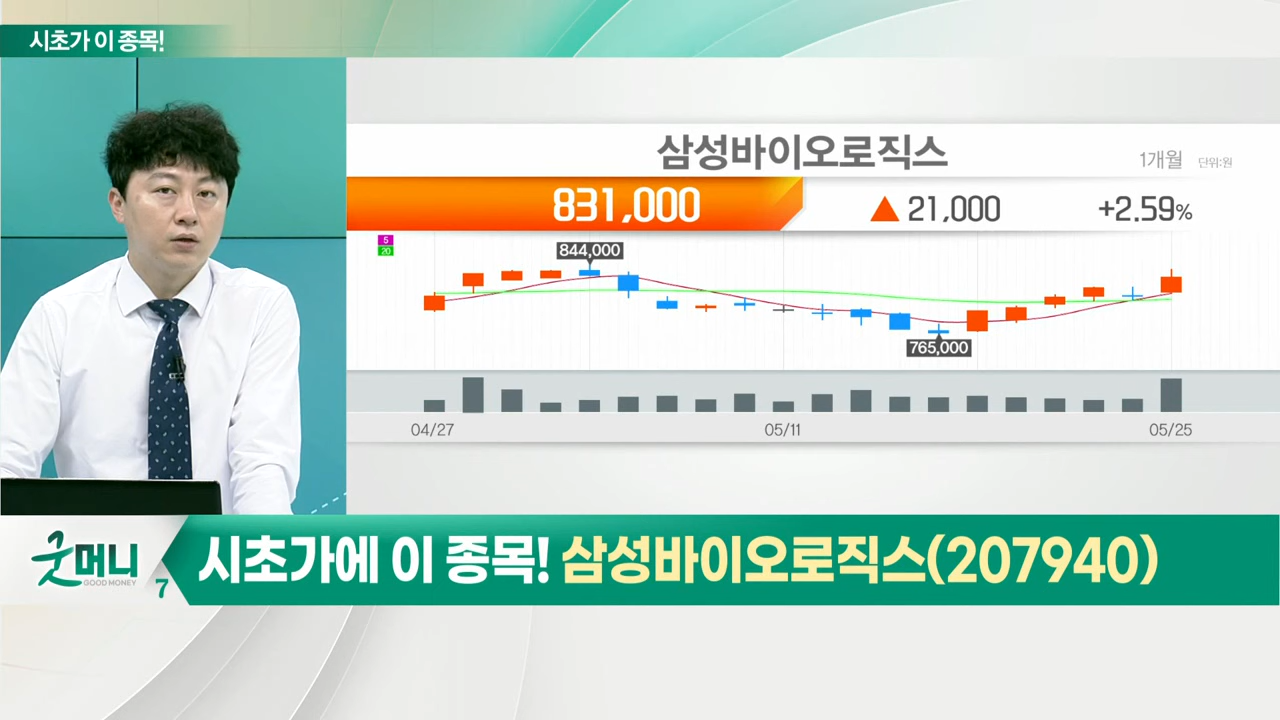 시초가 이 종목!
삼성바이오로직스
1개월 단위:원
831,000 ▲ 21,000 +2.59%
5
20
844,000
765,000
04/27 05/11 05/25
굿머니
GOOD MONEY
7
시초가에 이 종목! 삼성바이오로직스(207940)